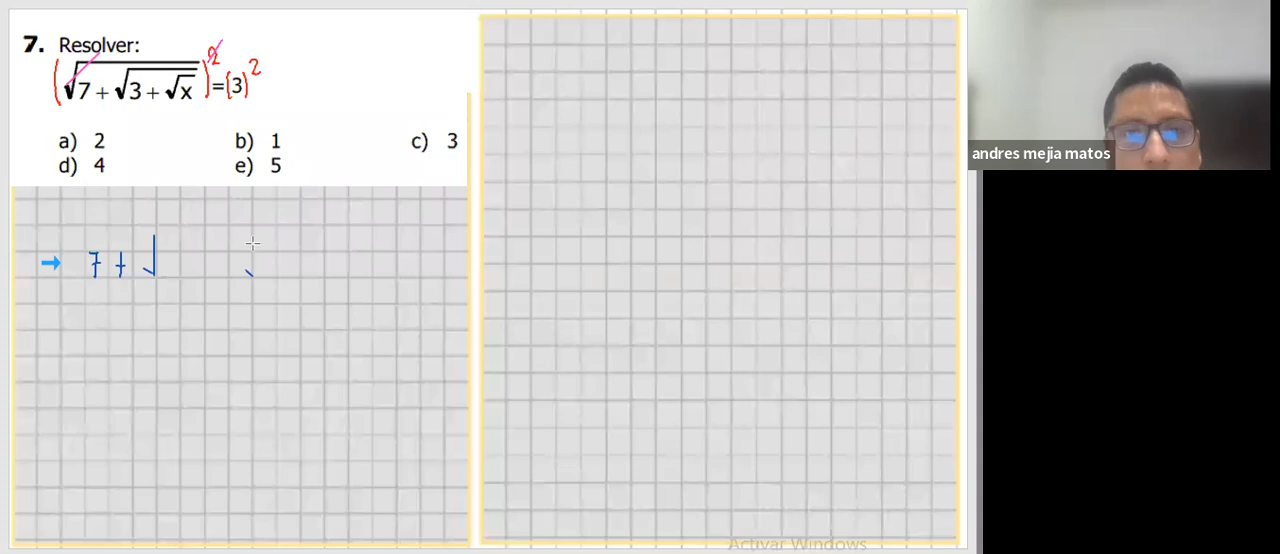 7. Resolver:
(√7 + √3 + √x)² = (3)²
a) 2 b) 1 c) 3
d) 4 e) 5
→ 7 + √
andres mejia matos
Activar Windows